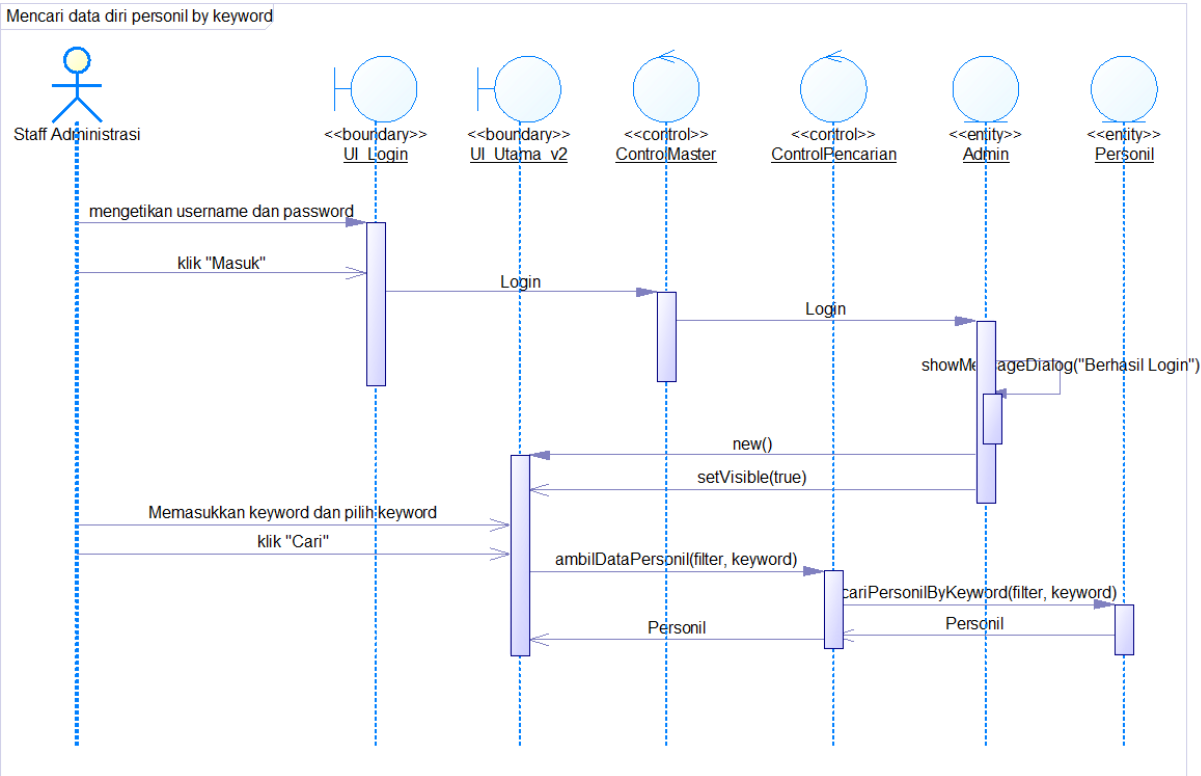 Mencari data diri personil by keyword
Staff Administrasi
<<boundary>>
UI_Login
<<boundary>>
UI_Utama_v2
<<control>>
ControlMaster
<<control>>
ControlPencarian
<<entity>>
Admin
<<entity>>
Personil
mengetikan username dan password
klik "Masuk"
Login
Login
showMessageDialog("Berhasil Login")
new()
setVisible(true)
Memasukkan keyword dan pilih keyword
klik "Cari"
ambilDataPersonil(filter, keyword)
cariPersonilByKeyword(filter, keyword)
Personil
Personil